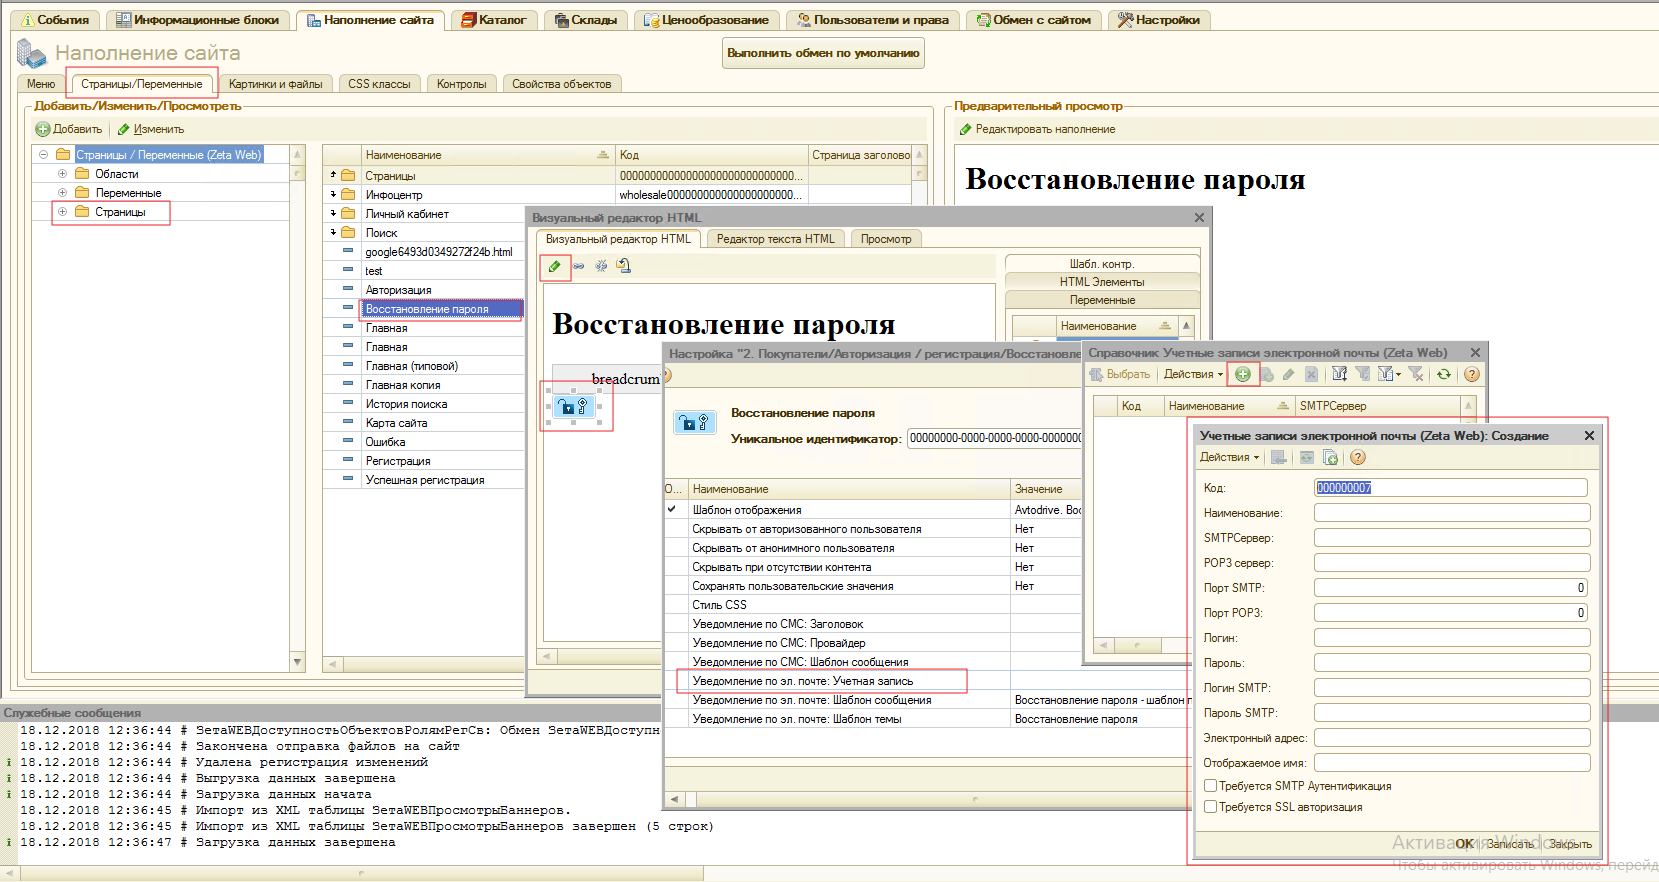 События
Информационные блоки
Наполнение сайта
Каталог
Склады
Ценообразование
Пользователи и права
Обмен с сайтом
Настройки
Наполнение сайта
Выполнить обмен по умолчанию
Меню
Страницы/Переменные
Картинки и файлы
CSS классы
Контролы
Свойства объектов
Добавить/Изменить/Просмотреть
Добавить
Изменить
Страницы / Переменные (Zeta Web)
Области
Переменные
Страницы
Наименование Код Страница заголово
Страницы 00000000000000000000000000000...
Инфоцентр wholesale00000000000000000000...
Личный кабинет
Поиск
google6493d0349272f24b.html
test
Авторизация
Восстановление пароля
Главная
Главная
Главная (типовой)
Главная копия
История поиска
Карта сайта
Ошибка
Регистрация
Успешная регистрация
Предварительный просмотр
Редактировать наполнение
Восстановление пароля
Визуальный редактор HTML
Визуальный редактор HTML
Редактор текста HTML
Просмотр
Восстановление пароля
breadcrum
Шабл. контр.
HTML Элементы
Переменные
Наименование
Настройка "2. Покупатели/Авторизация / регистрация/Восстановле
Восстановление пароля
Уникальное идентификатор: 00000000-0000-0000-0000-0000000
О... Наименование Значение
Шаблон отображения Avtodrive. Вос
Скрывать от авторизованного пользователя Нет
Скрывать от анонимного пользователя Нет
Скрывать при отсутствии контента Нет
Сохранять пользовательские значения Нет
Стиль CSS
Уведомление по СМС: Заголовок
Уведомление по СМС: Провайдер
Уведомление по СМС: Шаблон сообщения
Уведомление по эл. почте: Учетная запись
Уведомление по эл. почте: Шаблон сообщения Восстановление пароля - шаблон п
Уведомление по эл. почте: Шаблон темы Восстановление пароля
Справочник Учетные записи электронной почты (Zeta Web)
Выбрать
Действия
Код Наименование SMTPСервер
Учетные записи электронной почты (Zeta Web): Создание
Действия
Код: 000000007
Наименование:
SMTPСервер:
POP3 сервер:
Порт SMTP: 0
Порт POP3: 0
Логин:
Пароль:
Логин SMTP:
Пароль SMTP:
Электронный адрес:
Отображаемое имя:
Требуется SMTP Аутентификация
Требуется SSL авторизация
OK Записать Закрыть
Активация Windows
Чтобы активировать Windows, перейд
Служебные сообщения
18.12.2018 12:36:44 # ЗетаWEBДоступностьОбъектовРолямРегСв: Обмен ЗетаWEBДоступн
18.12.2018 12:36:44 # Закончена отправка файлов на сайт
18.12.2018 12:36:44 # Удалена регистрация изменений
18.12.2018 12:36:44 # Выгрузка данных завершена
18.12.2018 12:36:44 # Загрузка данных начата
18.12.2018 12:36:45 # Импорт из XML таблицы ЗетаWEBПросмотрыБаннеров.
18.12.2018 12:36:45 # Импорт из XML таблицы ЗетаWEBПросмотрыБаннеров завершен (5 строк)
18.12.2018 12:36:47 # Загрузка данных завершена